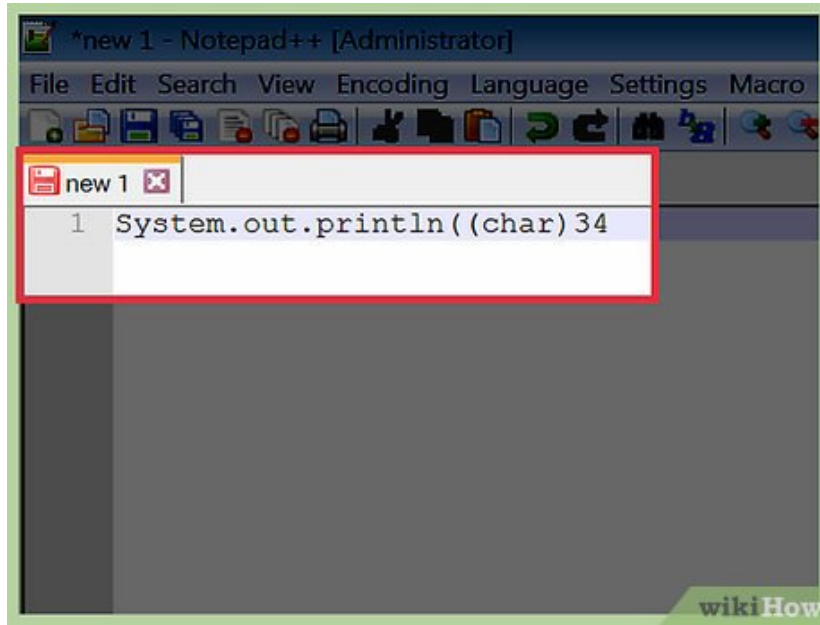 *new 1 - Notepad++ [Administrator]
File Edit Search View Encoding Language Settings Macro
new 1
1 System.out.println((char)34
wikiHow